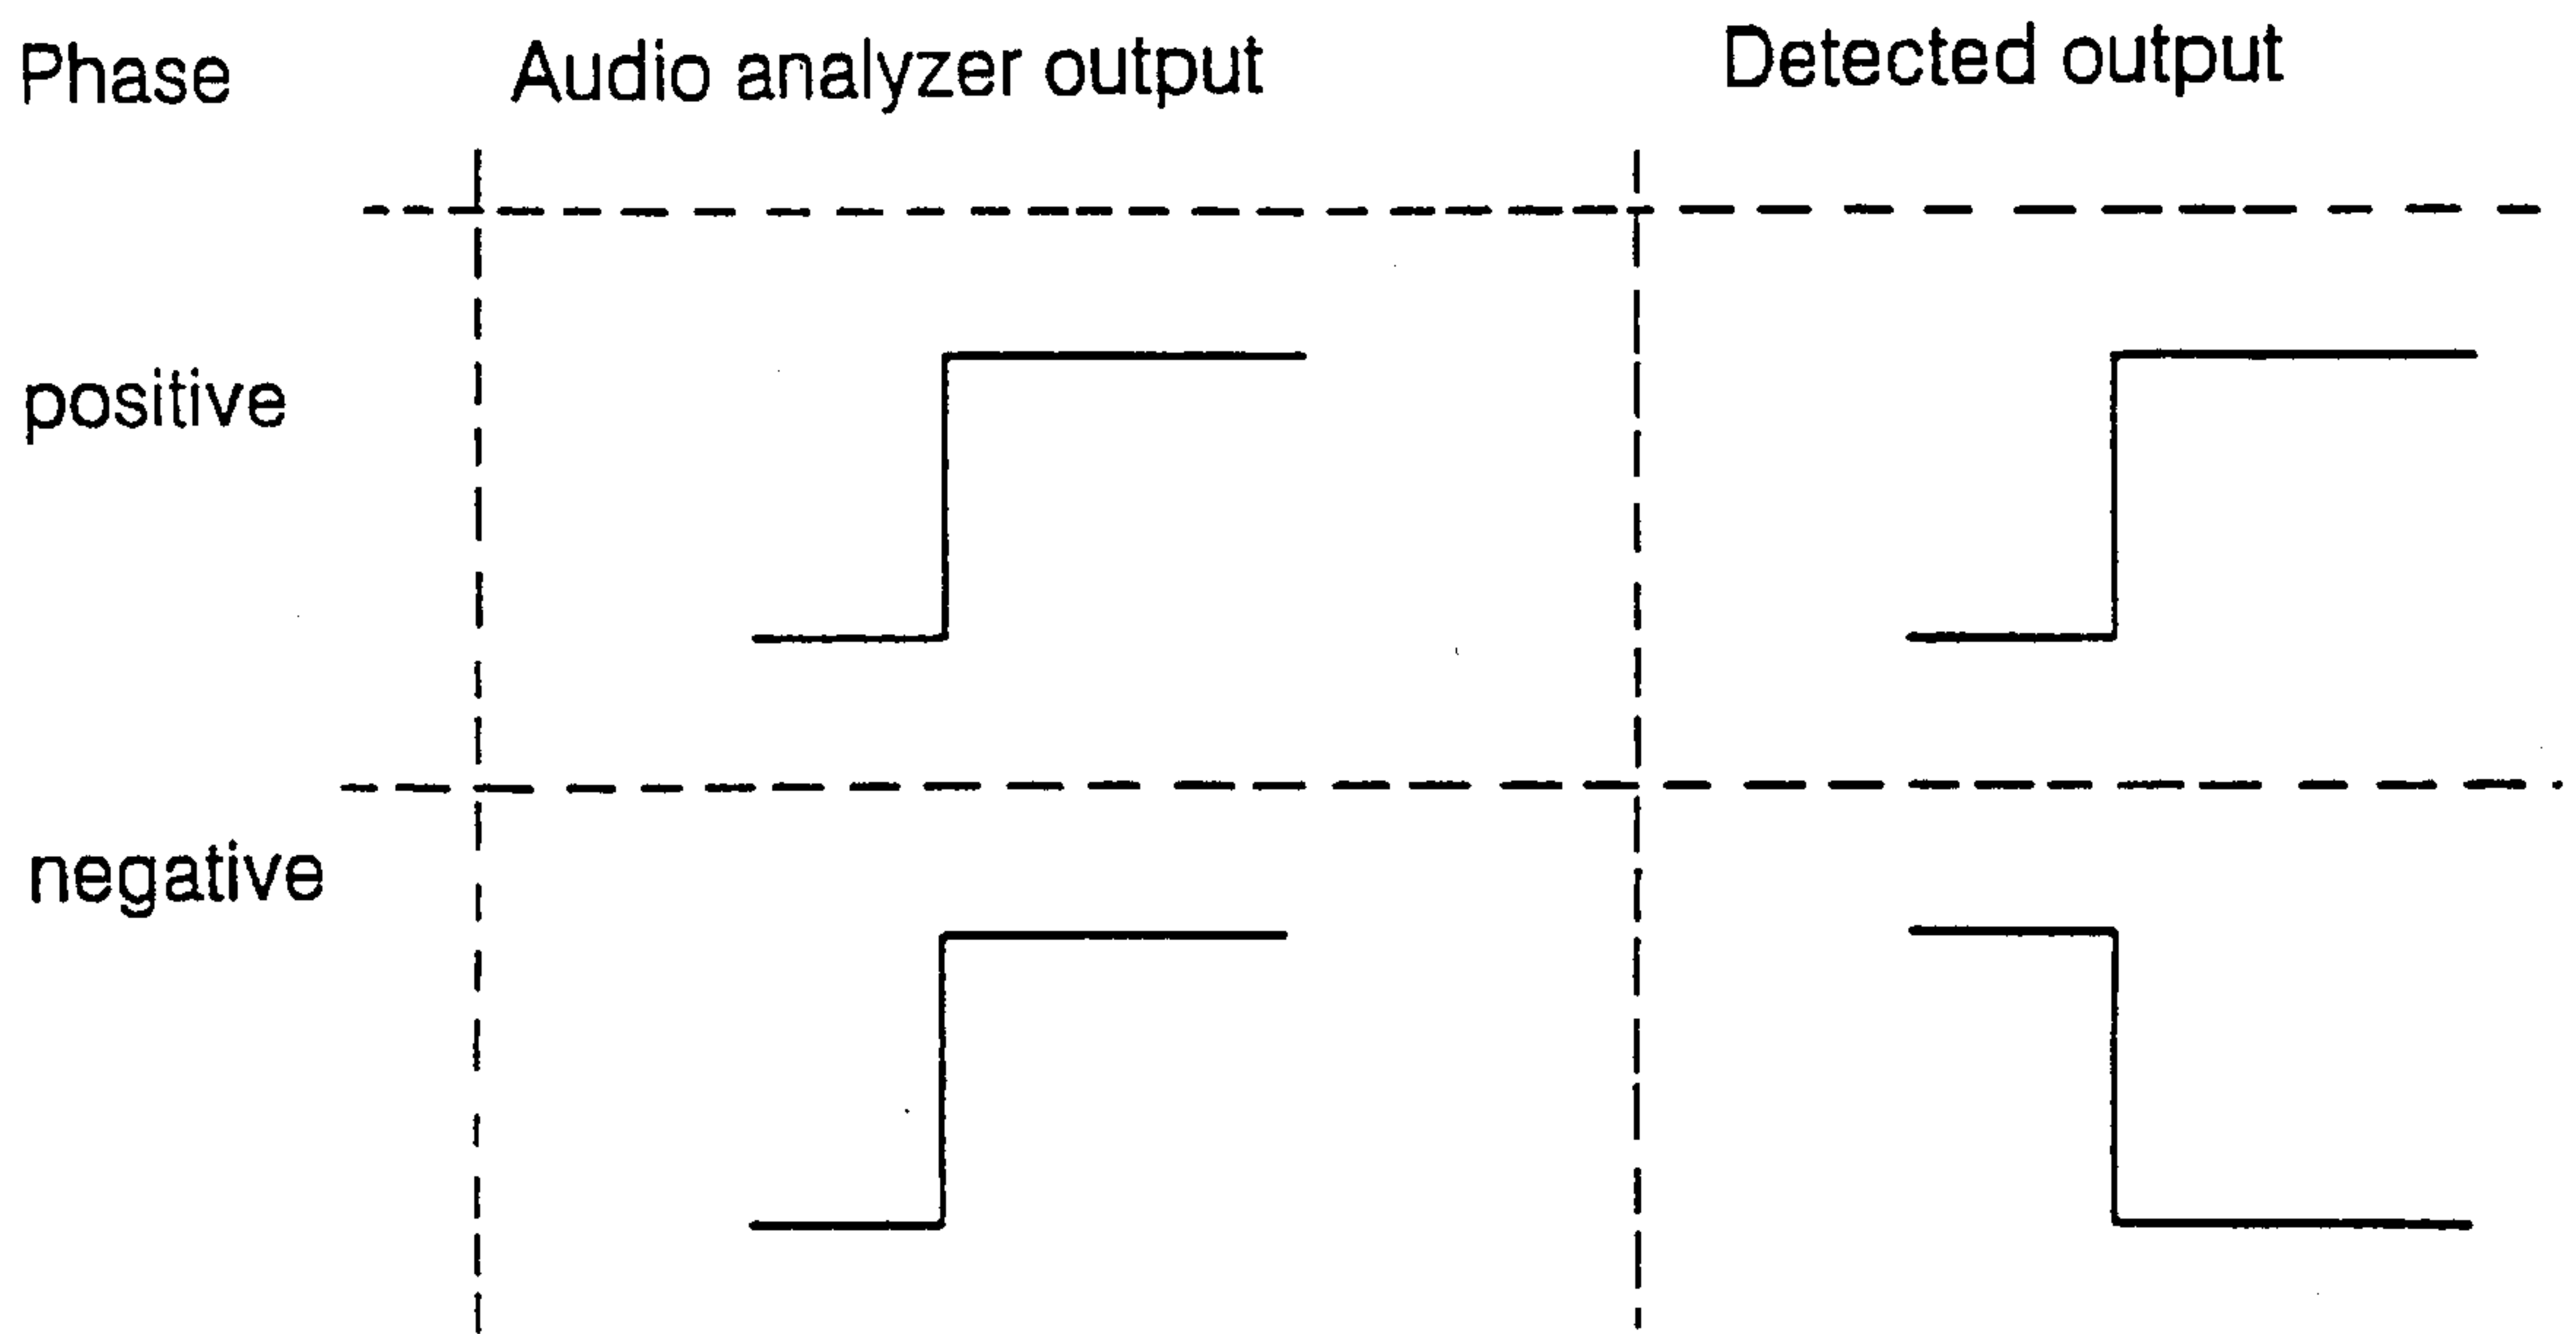 Phase Audio analyzer output Detected output
positive
negative